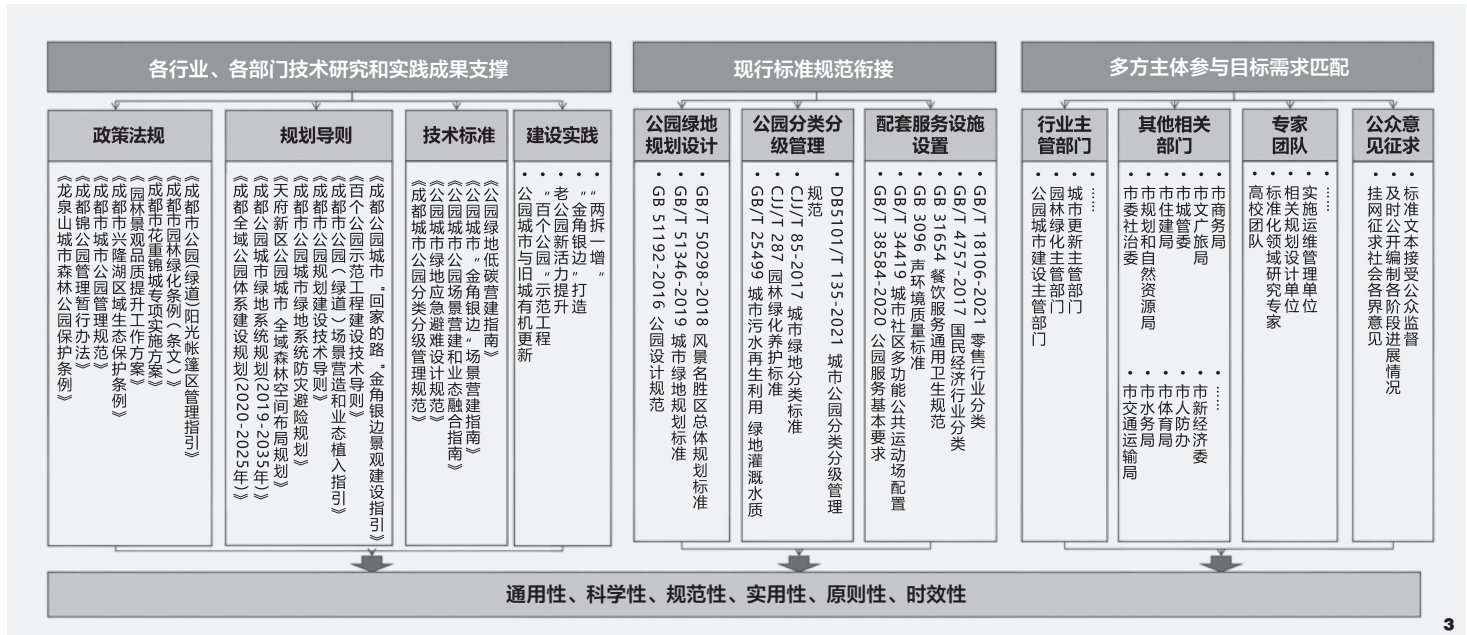 各行业、各部门技术研究和实践成果支撑
政策法规
《成都市公园(绿道)阳光帐篷区管理指引》
《成都市园林绿化条例(条文)》
《成都市花重锦城专项实施方案》
《园林景观品质提升工作方案》
《成都市兴隆湖区域生态保护条例》
《成都市城市公园管理规范》
《成都锦公园管理暂行办法》
《龙泉山城市森林公园保护条例》
规划导则
《成都公园城市“回家的路”金角银边景观建设指引》
《百个公园示范工程建设技术导则》
《成都市公园(绿道)场景营造和业态植入指引》
《成都市公园规划建设技术导则》
《成都市公园城市绿地系统防灾避险规划》
《天府新区公园城市 全域森林空间布局规划》
《成都公园城市绿地系统规划(2019-2035年)》
《成都全域公园体系建设规划(2020-2025年)》
技术标准
《公园绿地低碳营建指南》
《公园城市“金角银边”场景营建指南》
《公园城市公园场景营建和业态融合指南》
《公园城市绿地应急避难设计规范》
《成都城市公园分类分级管理规范》
建设实践
• “两拆一增”
• “金角银边”打造
• 老公园新活力提升
• “百个公园”示范工程
• 公园城市与旧城有机更新
现行标准规范衔接
公园绿地
规划设计
• GB/T 50298-2018 风景名胜区总体规划标准
• GB/T 51346-2019 城市绿地规划标准
• GB 51192-2016 公园设计规范
公园分类分
级管理
• DB5101/T 135-2021 城市公园分类分级管理
规范
• CJJ/T 85-2017 城市绿地分类标准
• CJJ/T 287 园林绿化养护标准
• GB/T 25499 城市污水再生利用 绿地灌溉水质
配套服务设施
设置
• GB/T 18106-2021 零售行业分类
• GB/T 4757-2017 国民经济行业分类
• GB 31654 餐饮服务通用卫生规范
• GB 3096 声环境质量标准
• GB/T 34419 城市社区多功能公共运动场配置
• GB/T 38584-2020 公园服务基本要求
多方主体参与目标需求匹配
行业主
管部门
• ……
• 城市更新主管部门
• 园林绿化主管部门
• 公园城市建设主管部门
其他相关
部门
• 市商务局
• 市文广旅局
• 市城管委
• 市住建局
• 市规划和自然资源局
• 市委社治委
• ……
• 市新经济委
• 市人防办
• 市体育局
• 市水务局
• 市交通运输局
专家
团队
• ……
• 实施运维管理单位
• 相关规划设计单位
• 标准化领域研究专家
• 高校团队
公众意
见征求
• 标准文本接受公众监督
• 及时公开编制各阶段进展情况
• 挂网征求社会各界意见
通用性、科学性、规范性、实用性、原则性、时效性
3